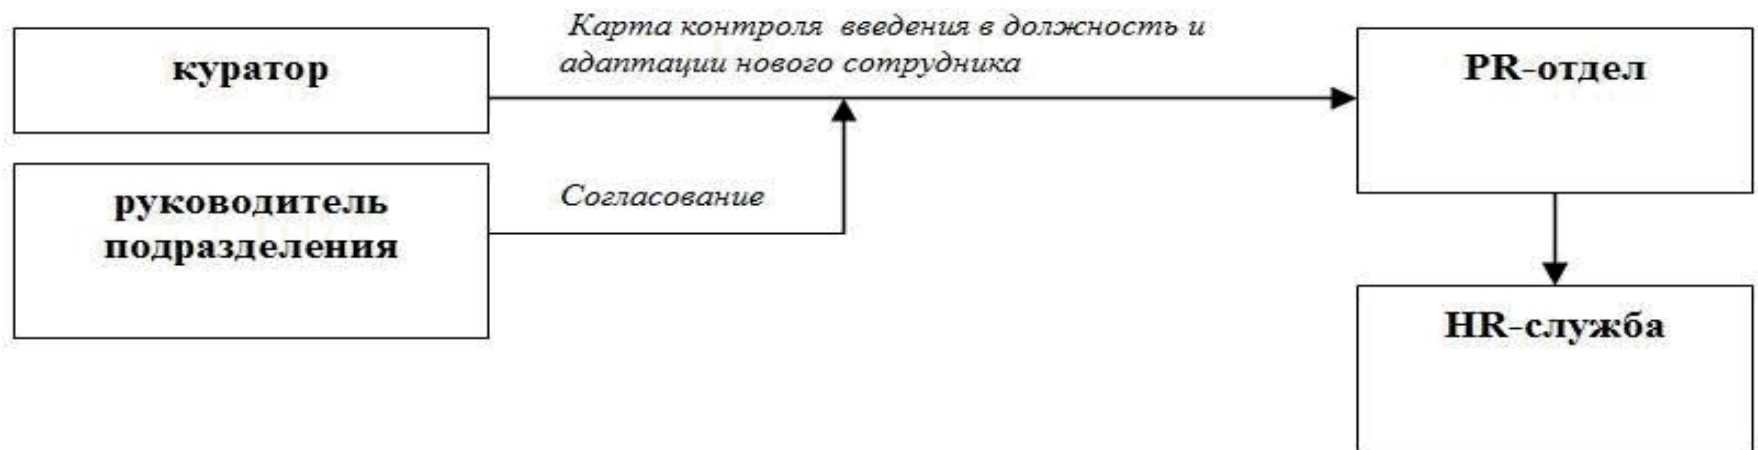 Карта контроля введения в должность и
адаптации нового сотрудника
куратор
PR-отдел
руководитель
подразделения
Согласование
HR-служба